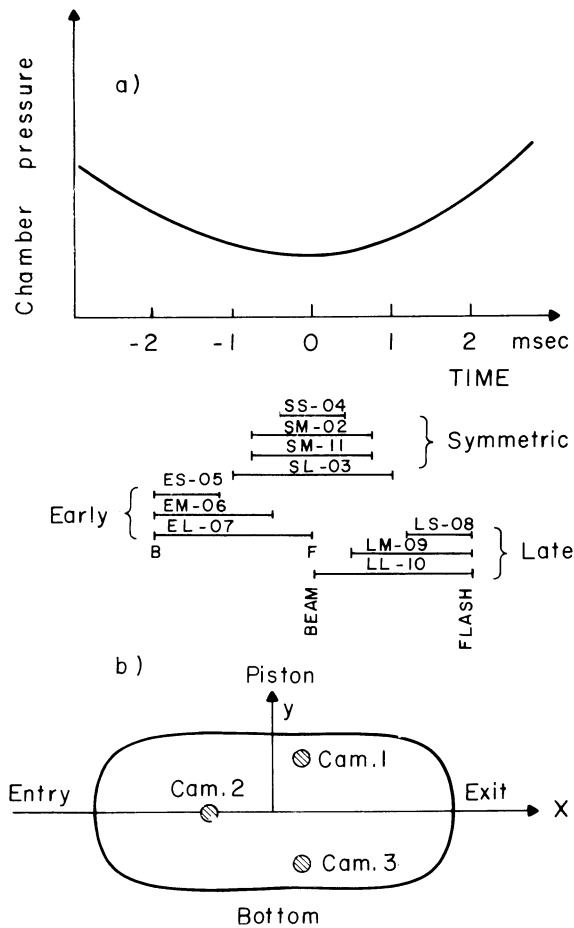 a)
Chamber pressure
-2 -1 0 1 2 msec
TIME
SS-04
SM-02
SM-11
SL-03
Symmetric
ES-05
EM-06
EL-07
Early
B F
LS-08
LM-09
LL-10
Late
BEAM
FLASH
b)
Piston
y
Cam.1
Cam.2
Entry
Exit
X
Cam.3
Bottom